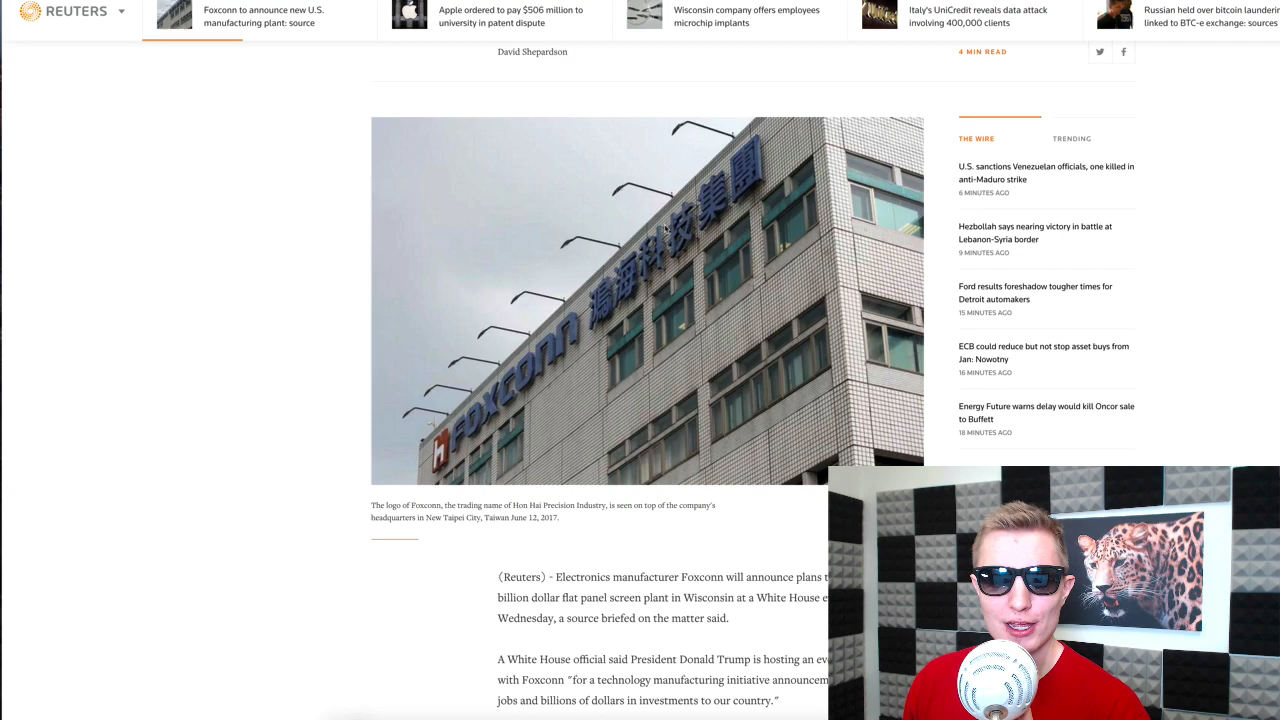 REUTERS
Foxconn to announce new U.S.
manufacturing plant: source
Apple ordered to pay $506 million to
university in patent dispute
Wisconsin company offers employees
microchip implants
Italy's UniCredit reveals data attack
involving 400,000 clients
Russian held over bitcoin launderin
linked to BTC-e exchange: sources
David Shepardson
4 MIN READ
THE WIRE
TRENDING
U.S. sanctions Venezuelan officials, one killed in
anti-Maduro strike
6 MINUTES AGO
Hezbollah says nearing victory in battle at
Lebanon-Syria border
9 MINUTES AGO
Ford results foreshadow tougher times for
Detroit automakers
15 MINUTES AGO
ECB could reduce but not stop asset buys from
Jan: Nowotny
16 MINUTES AGO
Energy Future warns delay would kill Oncor sale
to Buffett
18 MINUTES AGO
FOXCONN 鴻海科技集團
The logo of Foxconn, the trading name of Hon Hai Precision Industry, is seen on top of the company's
headquarters in New Taipei City, Taiwan June 12, 2017.
(Reuters) - Electronics manufacturer Foxconn will announce plans
billion dollar flat panel screen plant in Wisconsin at a White House
Wednesday, a source briefed on the matter said.
A White House official said President Donald Trump is hosting an
with Foxconn "for a technology manufacturing initiative
jobs and billions of dollars in investments to our country."